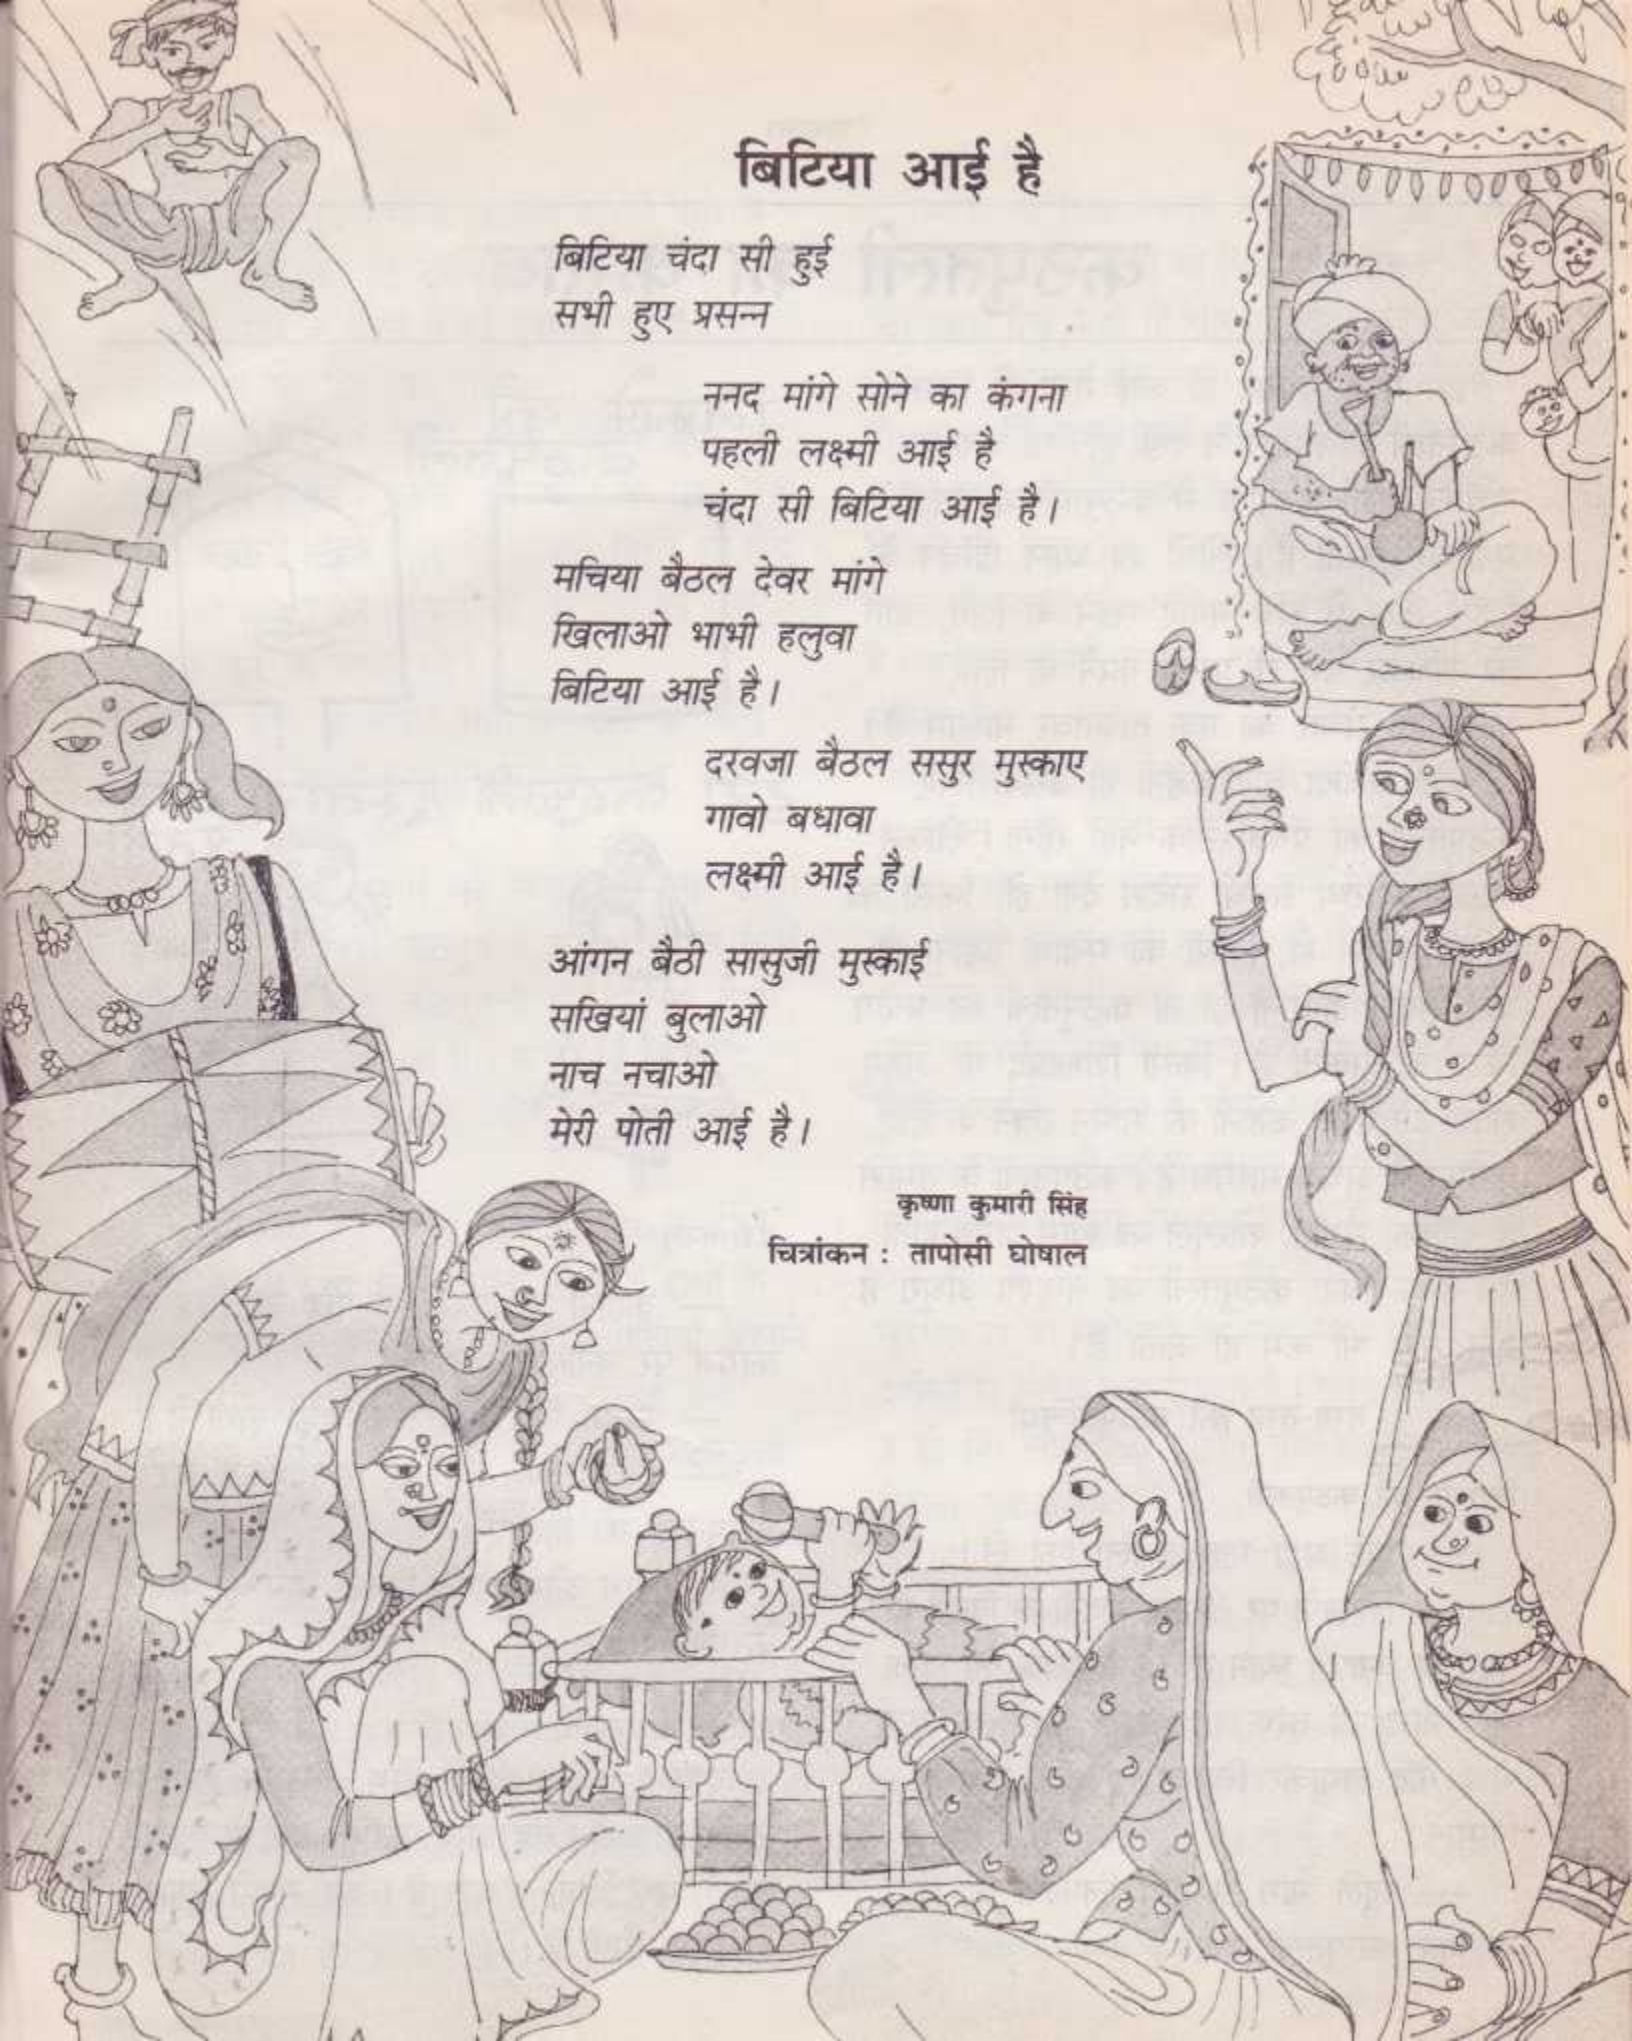 बिटिया आई है
बिटिया चंदा सी हुई
सभी हुए प्रसन्न
ननद मांगे सोने का कंगना
पहली लक्ष्मी आई है
चंदा सी बिटिया आई है।
मचिया बैठल देवर मांगे
खिलाओ भाभी हलुवा
बिटिया आई है।
दरवजा बैठल ससुर मुस्काए
गावो बधावा
लक्ष्मी आई है।
आंगन बैठी सासुजी मुस्काई
सखियां बुलाओ
नाच नचाओ
मेरी पोती आई है।
कृष्णा कुमारी सिंह
चित्रांकन : तापोसी घोषाल